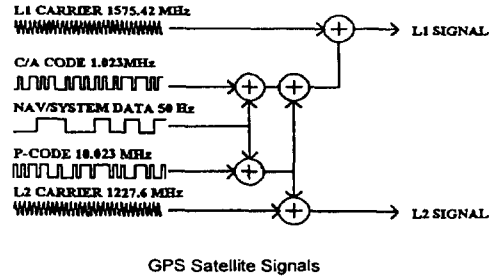 L1 CARRIER 1575.42 MHz
L1 SIGNAL
C/A CODE 1.023MHz
NAV/SYSTEM DATA 50 Hz
P-CODE 10.023 MHz
L2 CARRIER 1227.6 MHz
L2 SIGNAL
GPS Satellite Signals